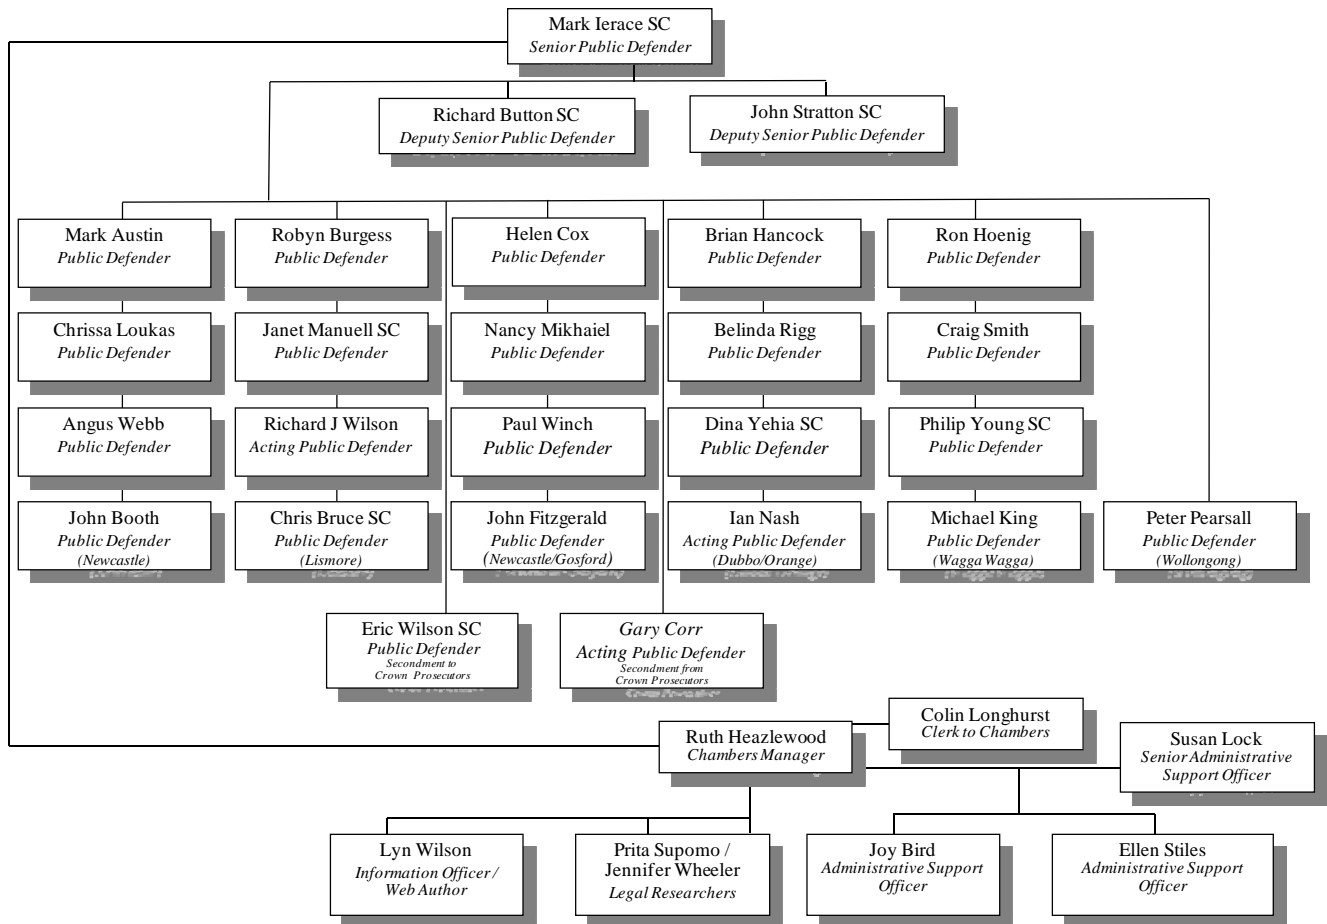 Mark Ierace SC
Senior Public Defender
Richard Button SC
Deputy Senior Public Defender
John Stratton SC
Deputy Senior Public Defender
Mark Austin
Public Defender
Robyn Burgess
Public Defender
Helen Cox
Public Defender
Brian Hancock
Public Defender
Ron Hoenig
Public Defender
Chrissa Loukas
Public Defender
Janet Manuell SC
Public Defender
Nancy Mikhaiel
Public Defender
Belinda Rigg
Public Defender
Craig Smith
Public Defender
Angus Webb
Public Defender
Richard J Wilson
Acting Public Defender
Paul Winch
Public Defender
Dina Yehia SC
Public Defender
Philip Young SC
Public Defender
John Booth
Public Defender
(Newcastle)
Chris Bruce SC
Public Defender
(Lismore)
John Fitzgerald
Public Defender
(Newcastle/Gosford)
Ian Nash
Acting Public Defender
(Dubbo/Orange)
Michael King
Public Defender
(Wagga Wagga)
Peter Pearsall
Public Defender
(Wollongong)
Eric Wilson SC
Public Defender
Secondment to
Crown Prosecutors
Gary Corr
Acting Public Defender
Secondment from
Crown Prosecutors
Colin Longhurst
Clerk to Chambers
Ruth Heazlewood
Chambers Manager
Susan Lock
Senior Administrative
Support Officer
Lyn Wilson
Information Officer /
Web Author
Prita Supomo /
Jennifer Wheeler
Legal Researchers
Joy Bird
Administrative Support
Officer
Ellen Stiles
Administrative Support
Officer